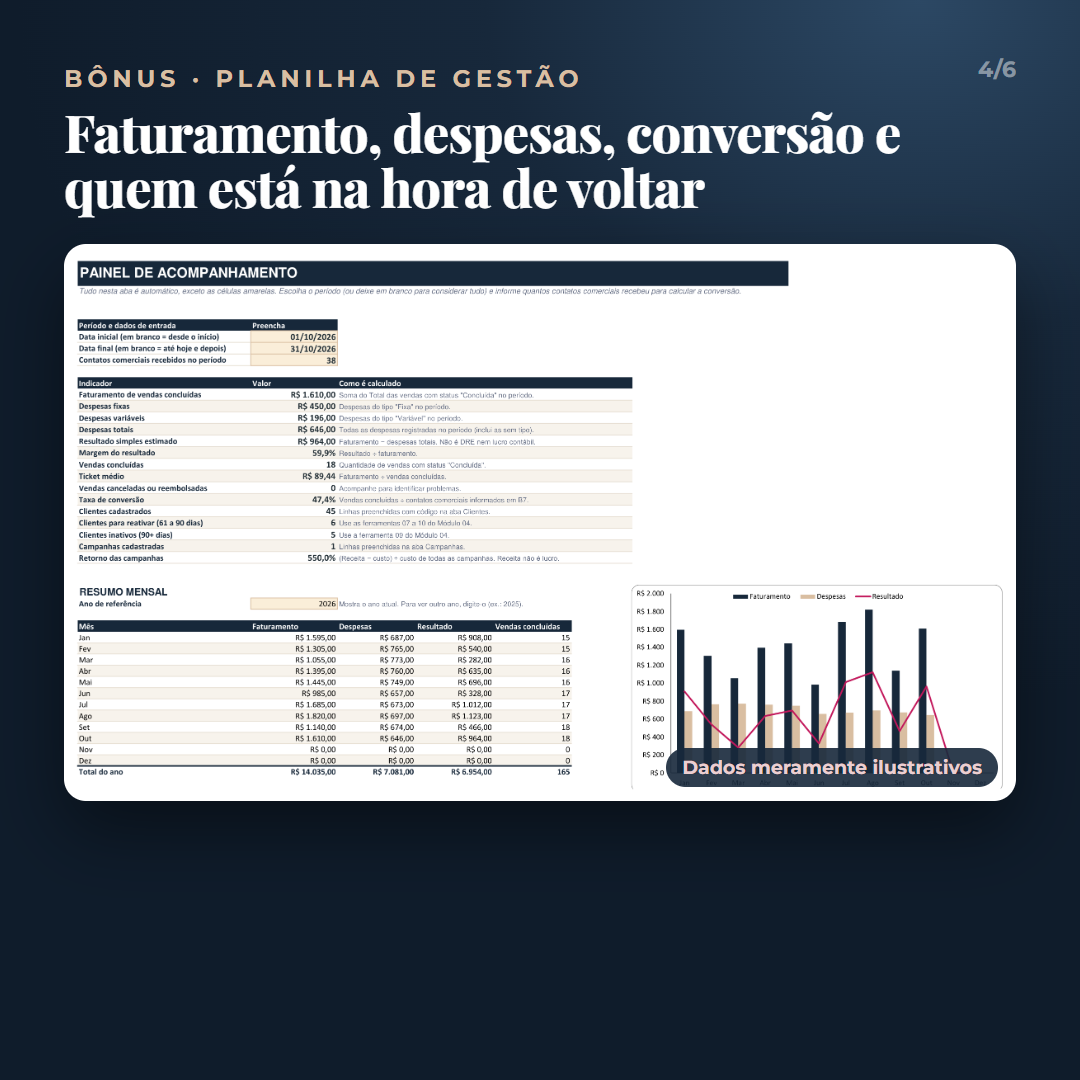 BÔNUS · PLANILHA DE GESTÃO
4/6
Faturamento, despesas, conversão e
quem está na hora de voltar
PAINEL DE ACOMPANHAMENTO
Tudo nesta aba é automático, exceto as células amarelas. Escolha o período (ou deixe em branco para considerar tudo) e informe quantos contatos comerciais recebeu para calcular a conversão.
Período e dados de entrada Preencha
Data inicial (em branco = desde o início) 01/10/2026
Data final (em branco = até hoje e depois) 31/10/2026
Contatos comerciais recebidos no período 38
Indicador Valor Como é calculado
Faturamento de vendas concluídas R$ 1.610,00 Soma do Total das vendas com status "Concluída" no período.
Despesas fixas R$ 450,00 Despesas do tipo "Fixa" no período.
Despesas variáveis R$ 196,00 Despesas do tipo "Variável" no período.
Despesas totais R$ 646,00 Todas as despesas registradas no período (inclui as sem tipo).
Resultado simples estimado R$ 964,00 Faturamento − despesas totais. Não é DRE nem lucro contábil.
Margem do resultado 59,9% Resultado ÷ faturamento.
Vendas concluídas 18 Quantidade de vendas com status "Concluída".
Ticket médio R$ 89,44 Faturamento ÷ vendas concluídas.
Vendas canceladas ou reembolsadas 0 Acompanhe para identificar problemas.
Taxa de conversão 47,4% Vendas concluídas ÷ contatos comerciais informados em B7.
Clientes cadastrados 45 Linhas preenchidas com código na aba Clientes.
Clientes para reativar (61 a 90 dias) 6 Use as ferramentas 07 a 10 do Módulo 04.
Clientes inativos (90+ dias) 5 Use a ferramenta 09 do Módulo 04.
Campanhas cadastradas 1 Linhas preenchidas na aba Campanhas.
Retorno das campanhas 550,0% (Receita − custo) ÷ custo de todas as campanhas. Receita não é lucro.
RESUMO MENSAL
Ano de referência 2026 Mostra o ano atual. Para ver outro ano, digite-o (ex.: 2025).
Mês Faturamento Despesas Resultado Vendas concluídas
Jan R$ 1.595,00 R$ 687,00 R$ 908,00 15
Fev R$ 1.305,00 R$ 765,00 R$ 540,00 15
Mar R$ 1.055,00 R$ 773,00 R$ 282,00 16
Abr R$ 1.395,00 R$ 760,00 R$ 635,00 16
Mai R$ 1.445,00 R$ 749,00 R$ 696,00 16
Jun R$ 985,00 R$ 657,00 R$ 328,00 17
Jul R$ 1.685,00 R$ 673,00 R$ 1.012,00 17
Ago R$ 1.820,00 R$ 697,00 R$ 1.123,00 17
Set R$ 1.140,00 R$ 674,00 R$ 466,00 18
Out R$ 1.610,00 R$ 646,00 R$ 964,00 18
Nov R$ 0,00 R$ 0,00 R$ 0,00 0
Dez R$ 0,00 R$ 0,00 R$ 0,00 0
Total do ano R$ 14.035,00 R$ 7.081,00 R$ 6.954,00 165
Faturamento Despesas Resultado
R$ 2.000
R$ 1.800
R$ 1.600
R$ 1.400
R$ 1.200
R$ 1.000
R$ 800
R$ 600
R$ 400
R$ 200
R$ 0
Dados meramente ilustrativos